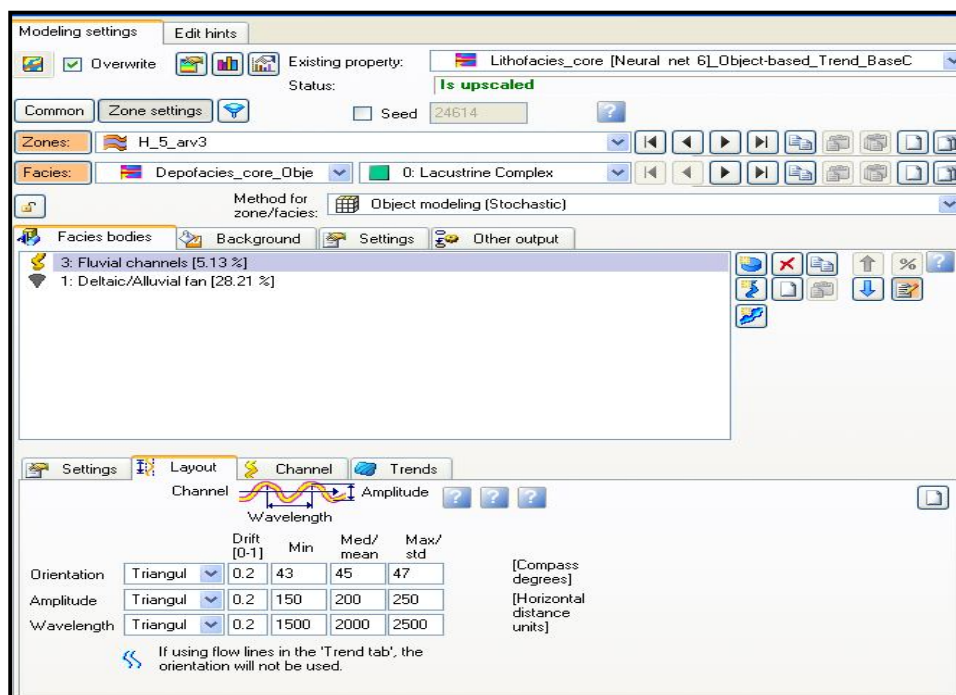 Modeling settings Edit hints
Overwrite Existing property: Lithofacies_core [Neural net 6]_Object-based_Trend_BaseC
Status: Is upscaled
Common Zone settings Seed 24614 ?
Zones: H_5_arv3
Facies: Depofacies_core_Obje 0: Lacustrine Complex
Method for
zone/facies: Object modeling (Stochastic)
Facies bodies Background Settings Other output
3: Fluvial channels [5.13 %] % ?
1: Deltaic/Alluvial fan [28.21 %]
Settings Layout Channel Trends
Channel Amplitude ? ? ?
Wavelength
Drift
[0-1] Min Med/
mean Max/
std
Orientation Triangul 0.2 43 45 47 [Compass
degrees]
Amplitude Triangul 0.2 150 200 250 [Horizontal
distance
units]
Wavelength Triangul 0.2 1500 2000 2500
If using flow lines in the 'Trend tab', the
orientation will not be used.